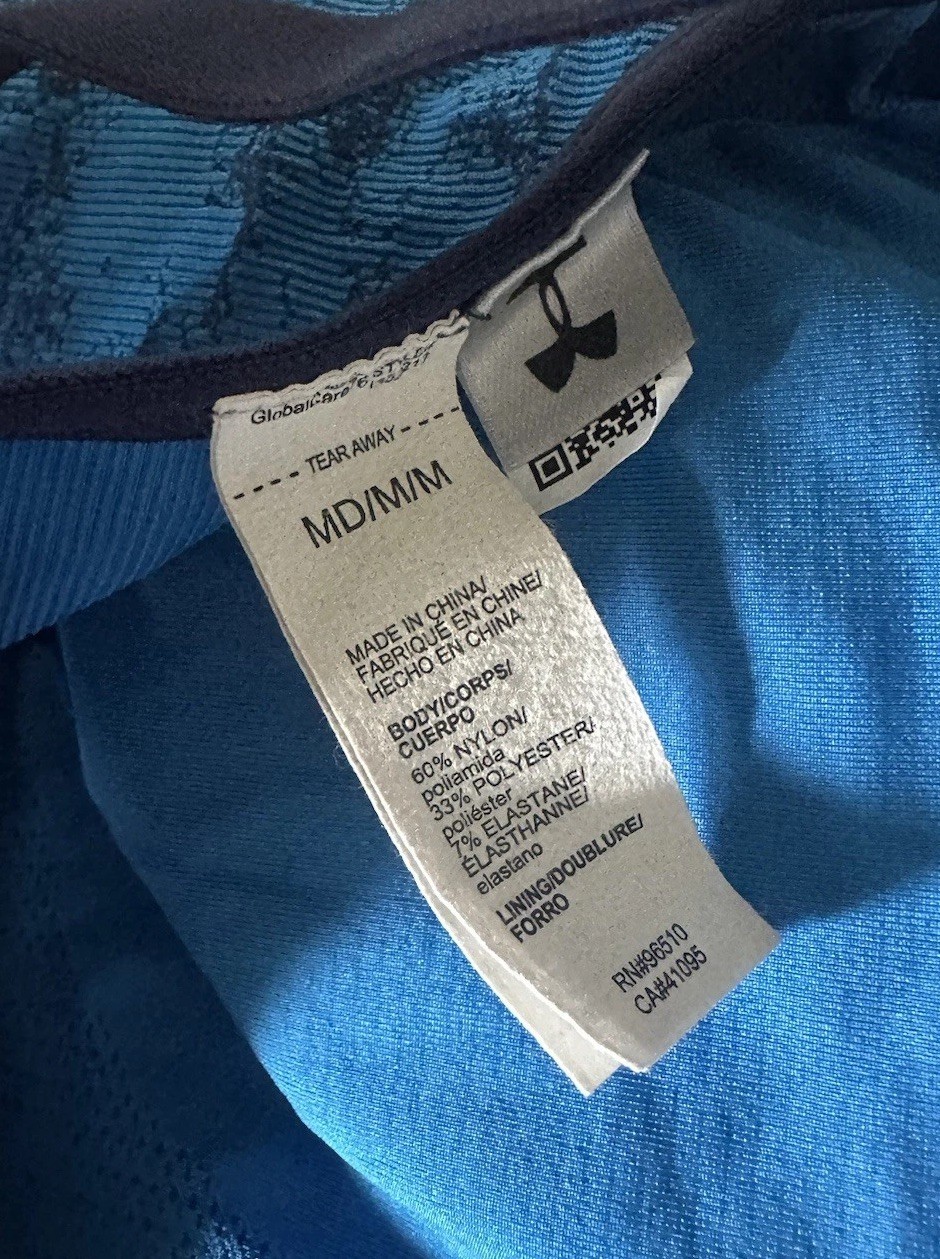 GlobalCare
TEAR AWAY
MD/M/M
MADE IN CHINA/
FABRIQUÉ EN CHINE/
HECHO EN CHINA
BODY/CORPS/
CUERPO
60% NYLON/
poliamida
33% POLYESTER/
poliéster
7% ELASTANE/
ÉLASTHANNE/
elastano
LINING/DOUBLURE/
FORRO
RN#96510
CA#41095